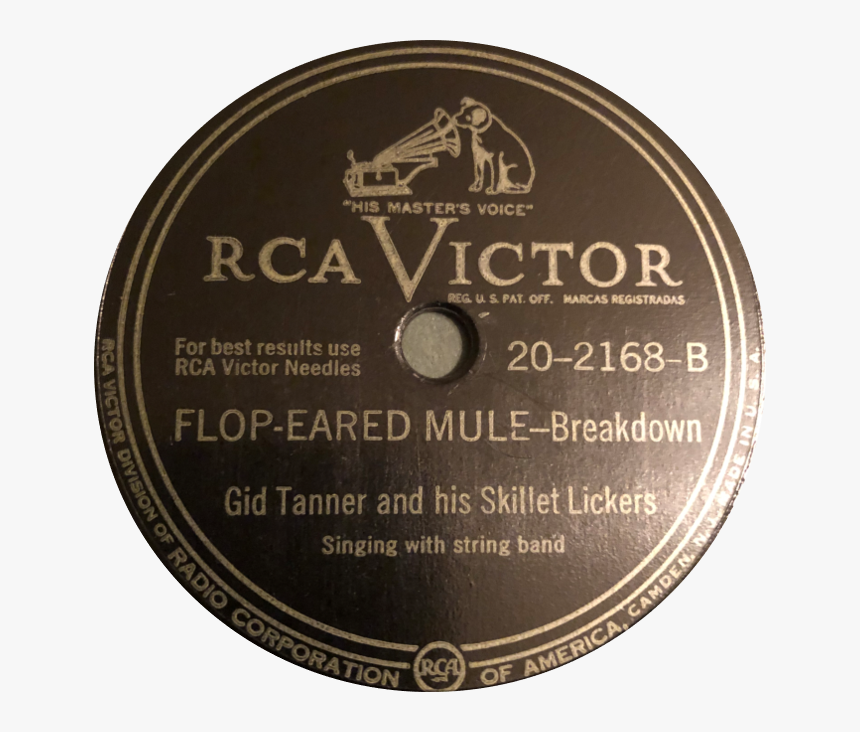 "HIS MASTER'S VOICE"
RCA VICTOR
REG. U. S. PAT. OFF. MARCAS REGISTRADAS
For best results use
RCA Victor Needles
20-2168-B
FLOP-EARED MULE—Breakdown
Gid Tanner and his Skillet Lickers
Singing with string band
RCA VICTOR DIVISION OF RADIO CORPORATION RCA OF AMERICA, CAMDEN, N. J. MADE IN U. S. A.